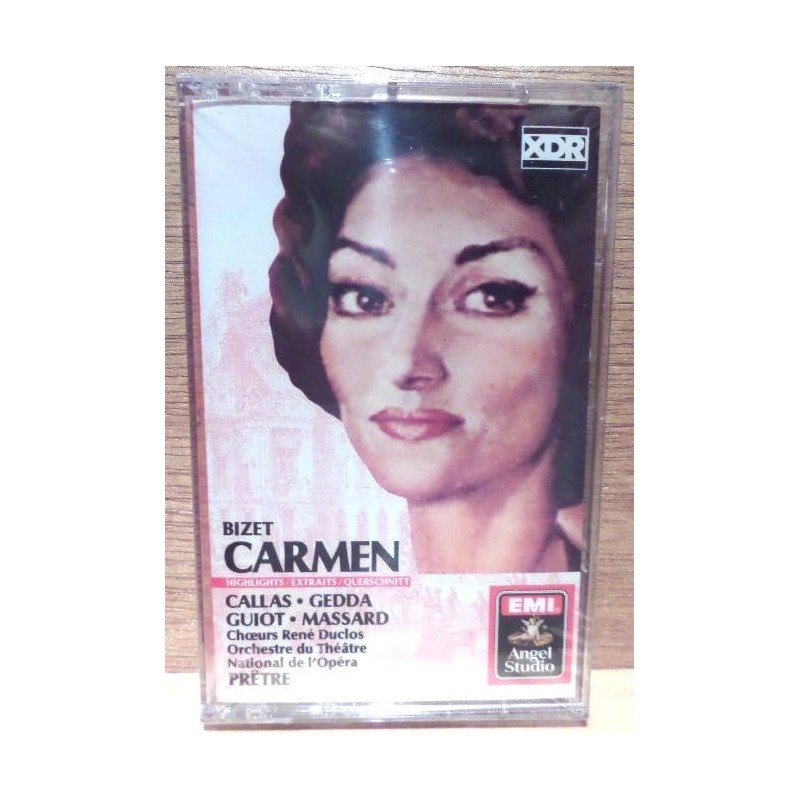 XDR
BIZET
CARMEN
HIGHLIGHTS / EXTRAITS / QUERSCHNITT
CALLAS • GEDDA
GUIOT • MASSARD
Chœurs René Duclos
Orchestre du Théâtre
National de l'Opéra
PRÊTRE
EMI
Angel
Studio